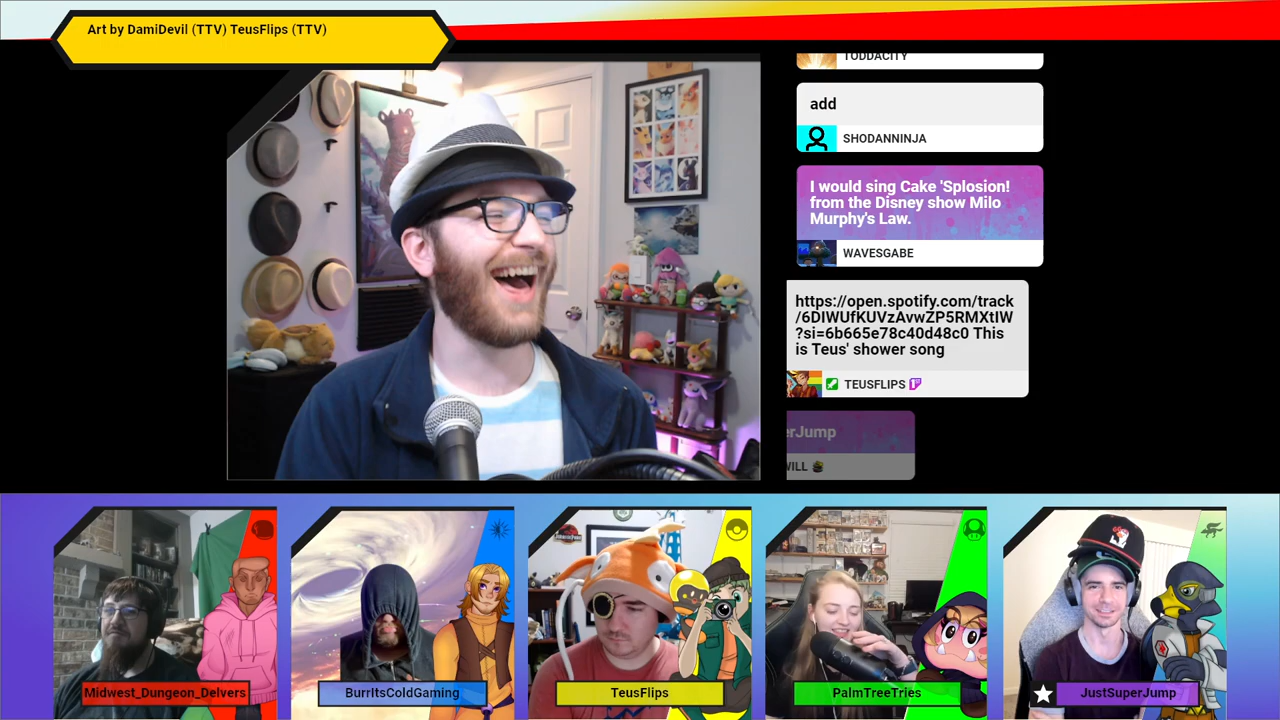 Art by DamiDevil (TTV) TeusFlips (TTV)
TODDACITY
add
SHODANNINJA
I would sing Cake 'Splosion!
from the Disney show Milo
Murphy's Law.
WAVESGABE
https://open.spotify.com/track
/6DIWUfKUVzAvwZP5RMXtIW
?si=6b665e78c40d48c0 This
is Teus' shower song
TEUSFLIPS
erJump
WILL
Midwest_Dungeon_Delvers
BurrItsColdGaming
TeusFlips
PalmTreeTries
JustSuperJump